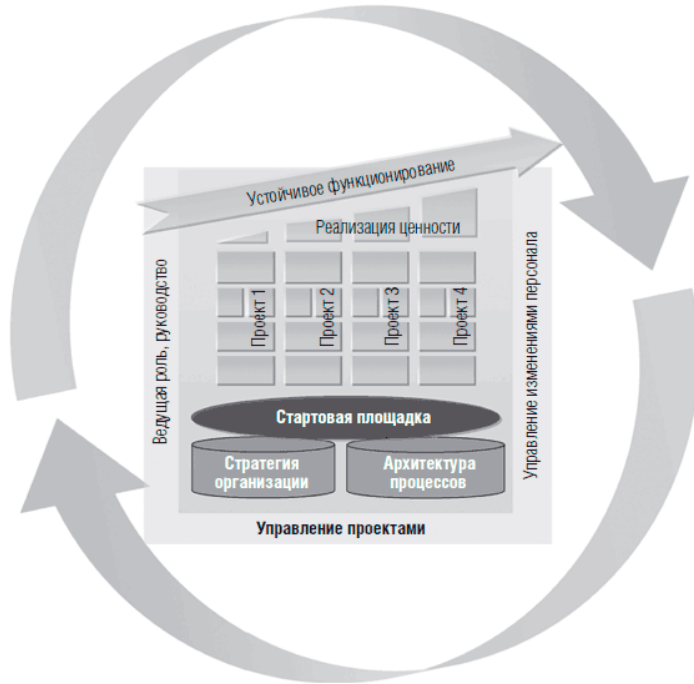 Устойчивое функционирование
Реализация ценности
Ведущая роль, руководство
Проект 1
Проект 2
Проект 3
Проект 4
Управление изменениями персонала
Стартовая площадка
Стратегия
организации
Архитектура
процессов
Управление проектами